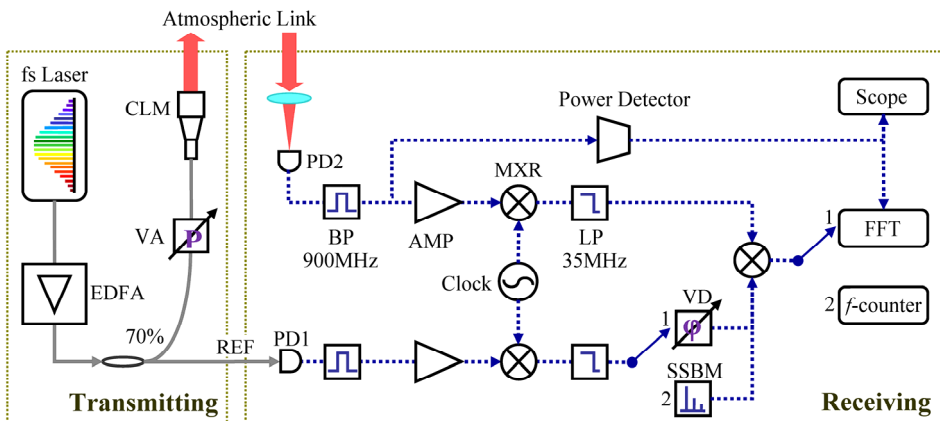 Atmospheric Link
fs Laser
CLM
VA
P
EDFA
70%
REF
Transmitting
PD2
BP
900MHz
AMP
MXR
LP
35MHz
Power Detector
Scope
Clock
1
FFT
2
f-counter
PD1
1
VD
φ
SSBM
2
Receiving